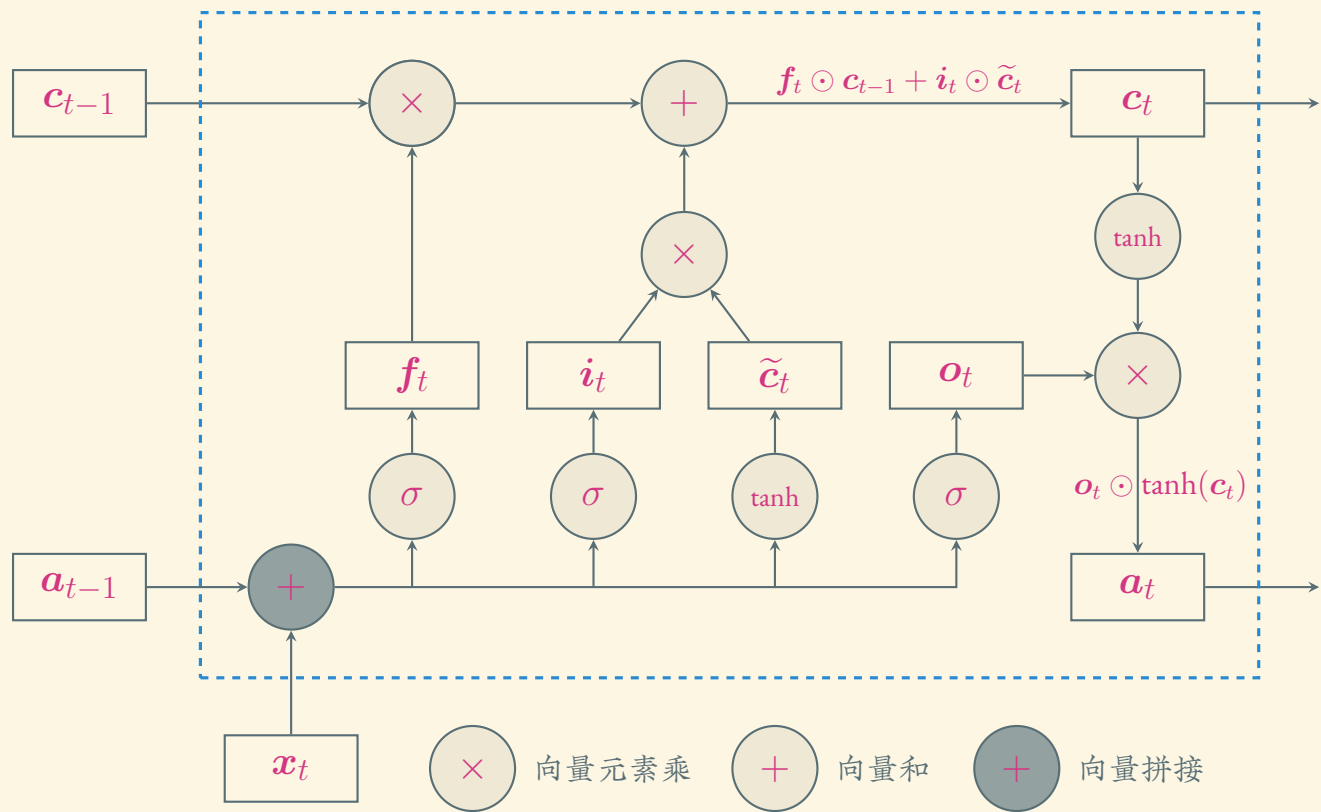 f_t ⊙ c_{t−1} + i_t ⊙ c̃_t
c_{t−1} × + c_t
tanh
×
f_t i_t c̃_t o_t ×
σ σ tanh σ o_t ⊙ tanh(c_t)
a_{t−1} + a_t
x_t × 向量元素乘 + 向量和 + 向量拼接